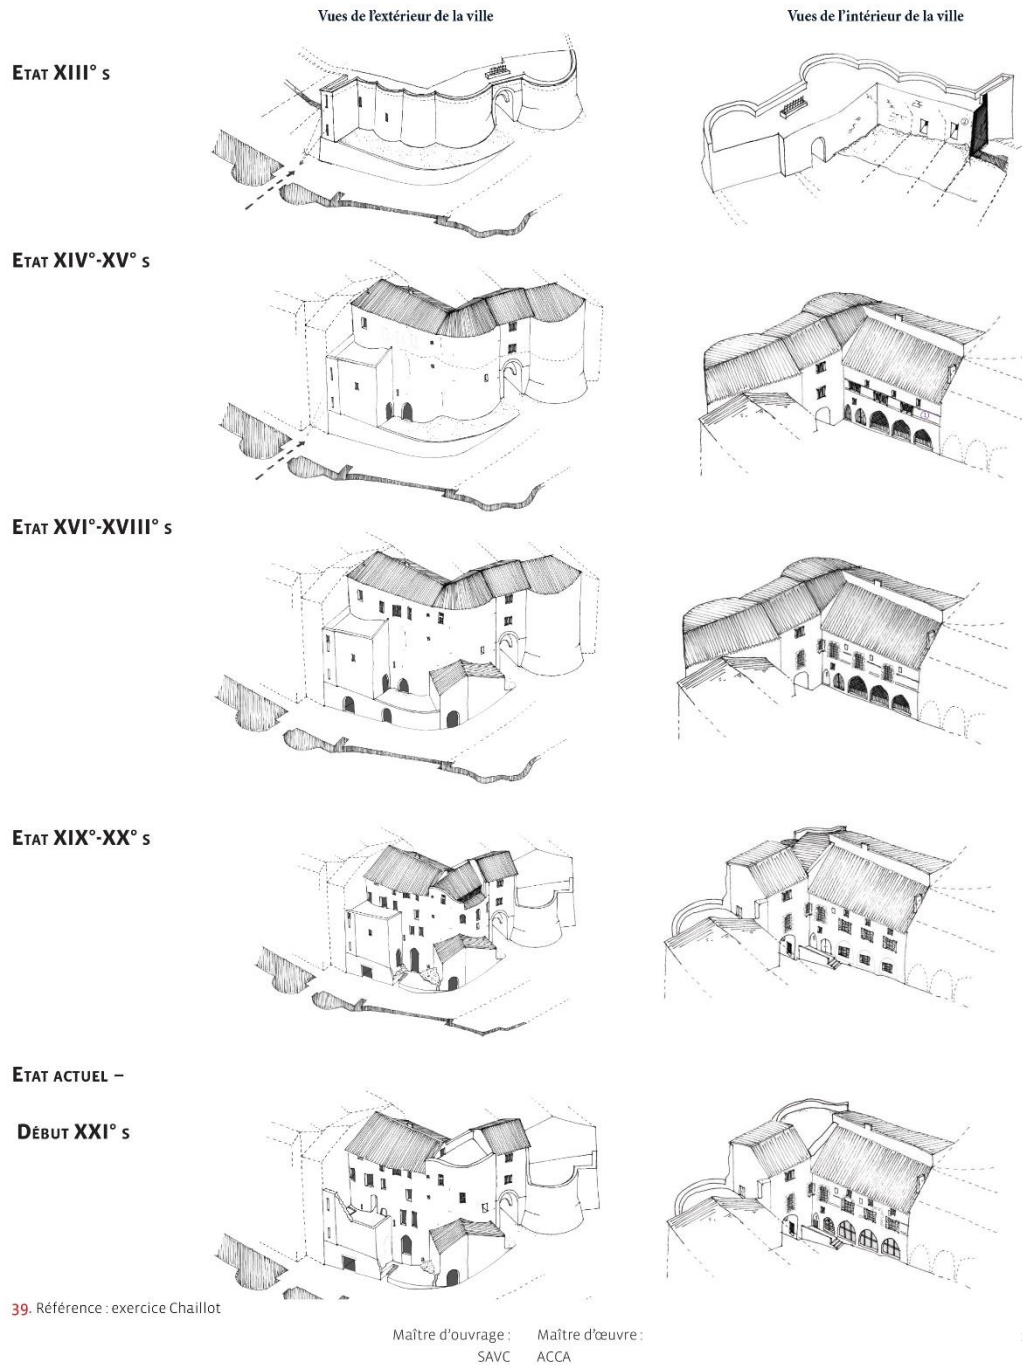 Vues de l'extérieur de la ville
Vues de l'intérieur de la ville
ETAT XIII° S
ETAT XIV°-XV° S
ETAT XVI°-XVIII° S
ETAT XIX°-XX° S
ETAT ACTUEL –
DÉBUT XXI° S
39. Référence : exercice Chaillot
Maître d'ouvrage : Maître d'œuvre :
SAVC ACCA